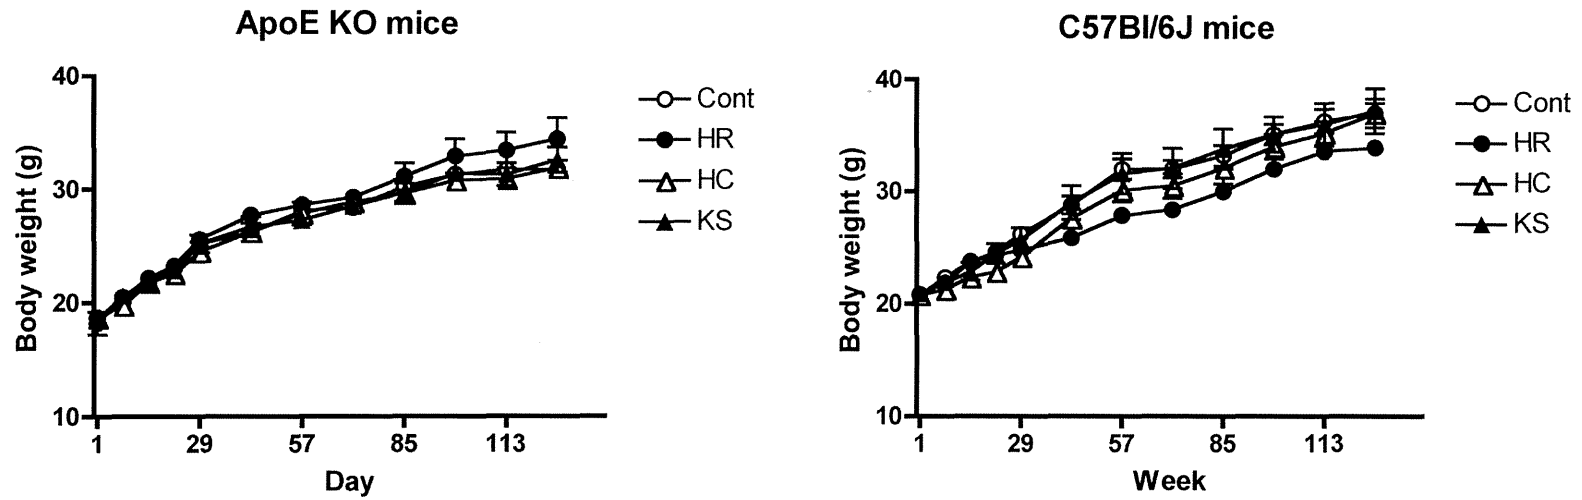 ApoE KO mice
Body weight (g)
40
30
20
10
1
29
57
85
113
Day
Cont
HR
HC
KS
C57Bl/6J mice
Body weight (g)
40
30
20
10
1
29
57
85
113
Week
Cont
HR
HC
KS